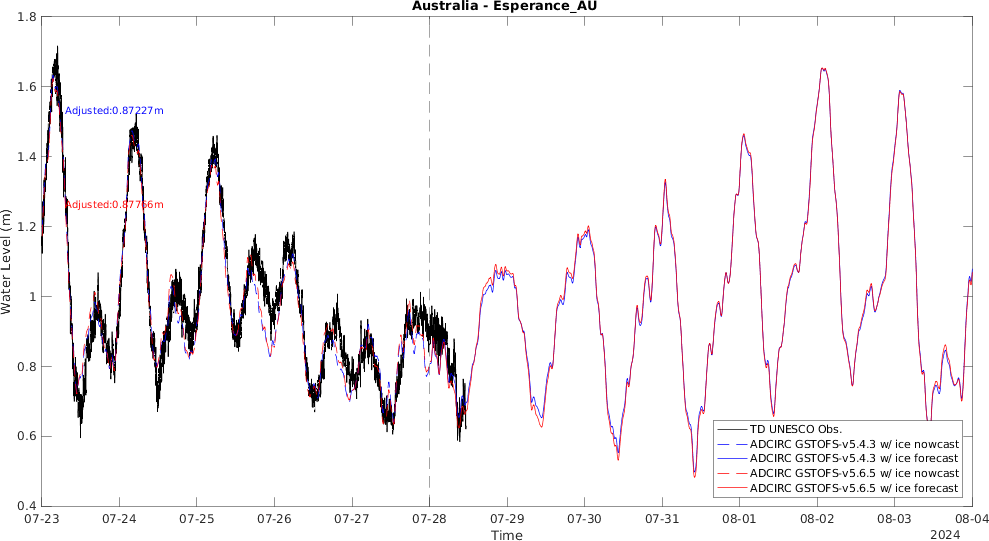 Australia - Esperance_AU
1.8
1.6
1.4
1.2
1
0.8
0.6
0.4
Water Level (m)
Adjusted:0.87227m
Adjusted:0.87766m
TD UNESCO Obs.
ADCIRC GSTOFS-v5.4.3 w/ ice nowcast
ADCIRC GSTOFS-v5.4.3 w/ ice forecast
ADCIRC GSTOFS-v5.6.5 w/ ice nowcast
ADCIRC GSTOFS-v5.6.5 w/ ice forecast
07-23 07-24 07-25 07-26 07-27 07-28 07-29 07-30 07-31 08-01 08-02 08-03 08-04
Time
2024